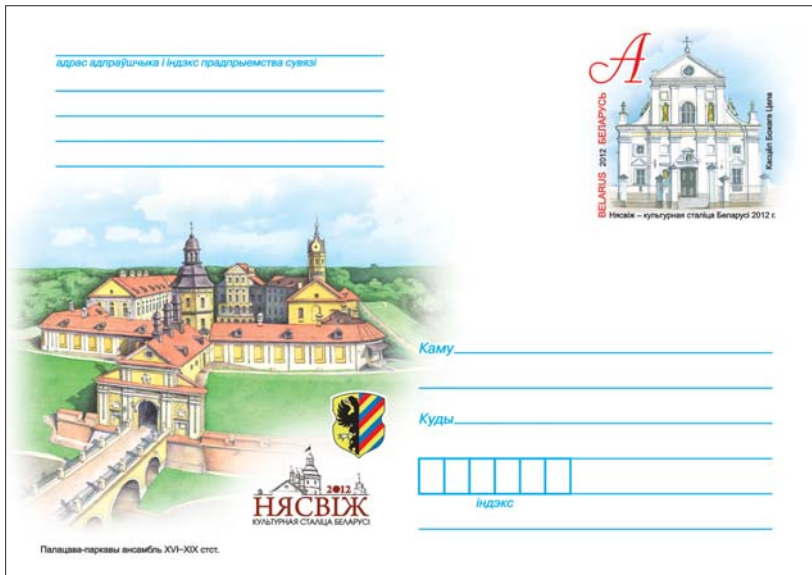 адрас адпраўшчыка і індэкс прадпрыемства сувязі
А
BELARUS 2012 БЕЛАРУСЬ
Касцёл Божага Цела
Нясвіж – культурная сталіца Беларусі 2012 г.
Каму
Куды
індэкс
2012
НЯСВІЖ
КУЛЬТУРНАЯ СТАЛІЦА БЕЛАРУСІ
Палацава-паркавы ансамбль XVI–XIX стст.